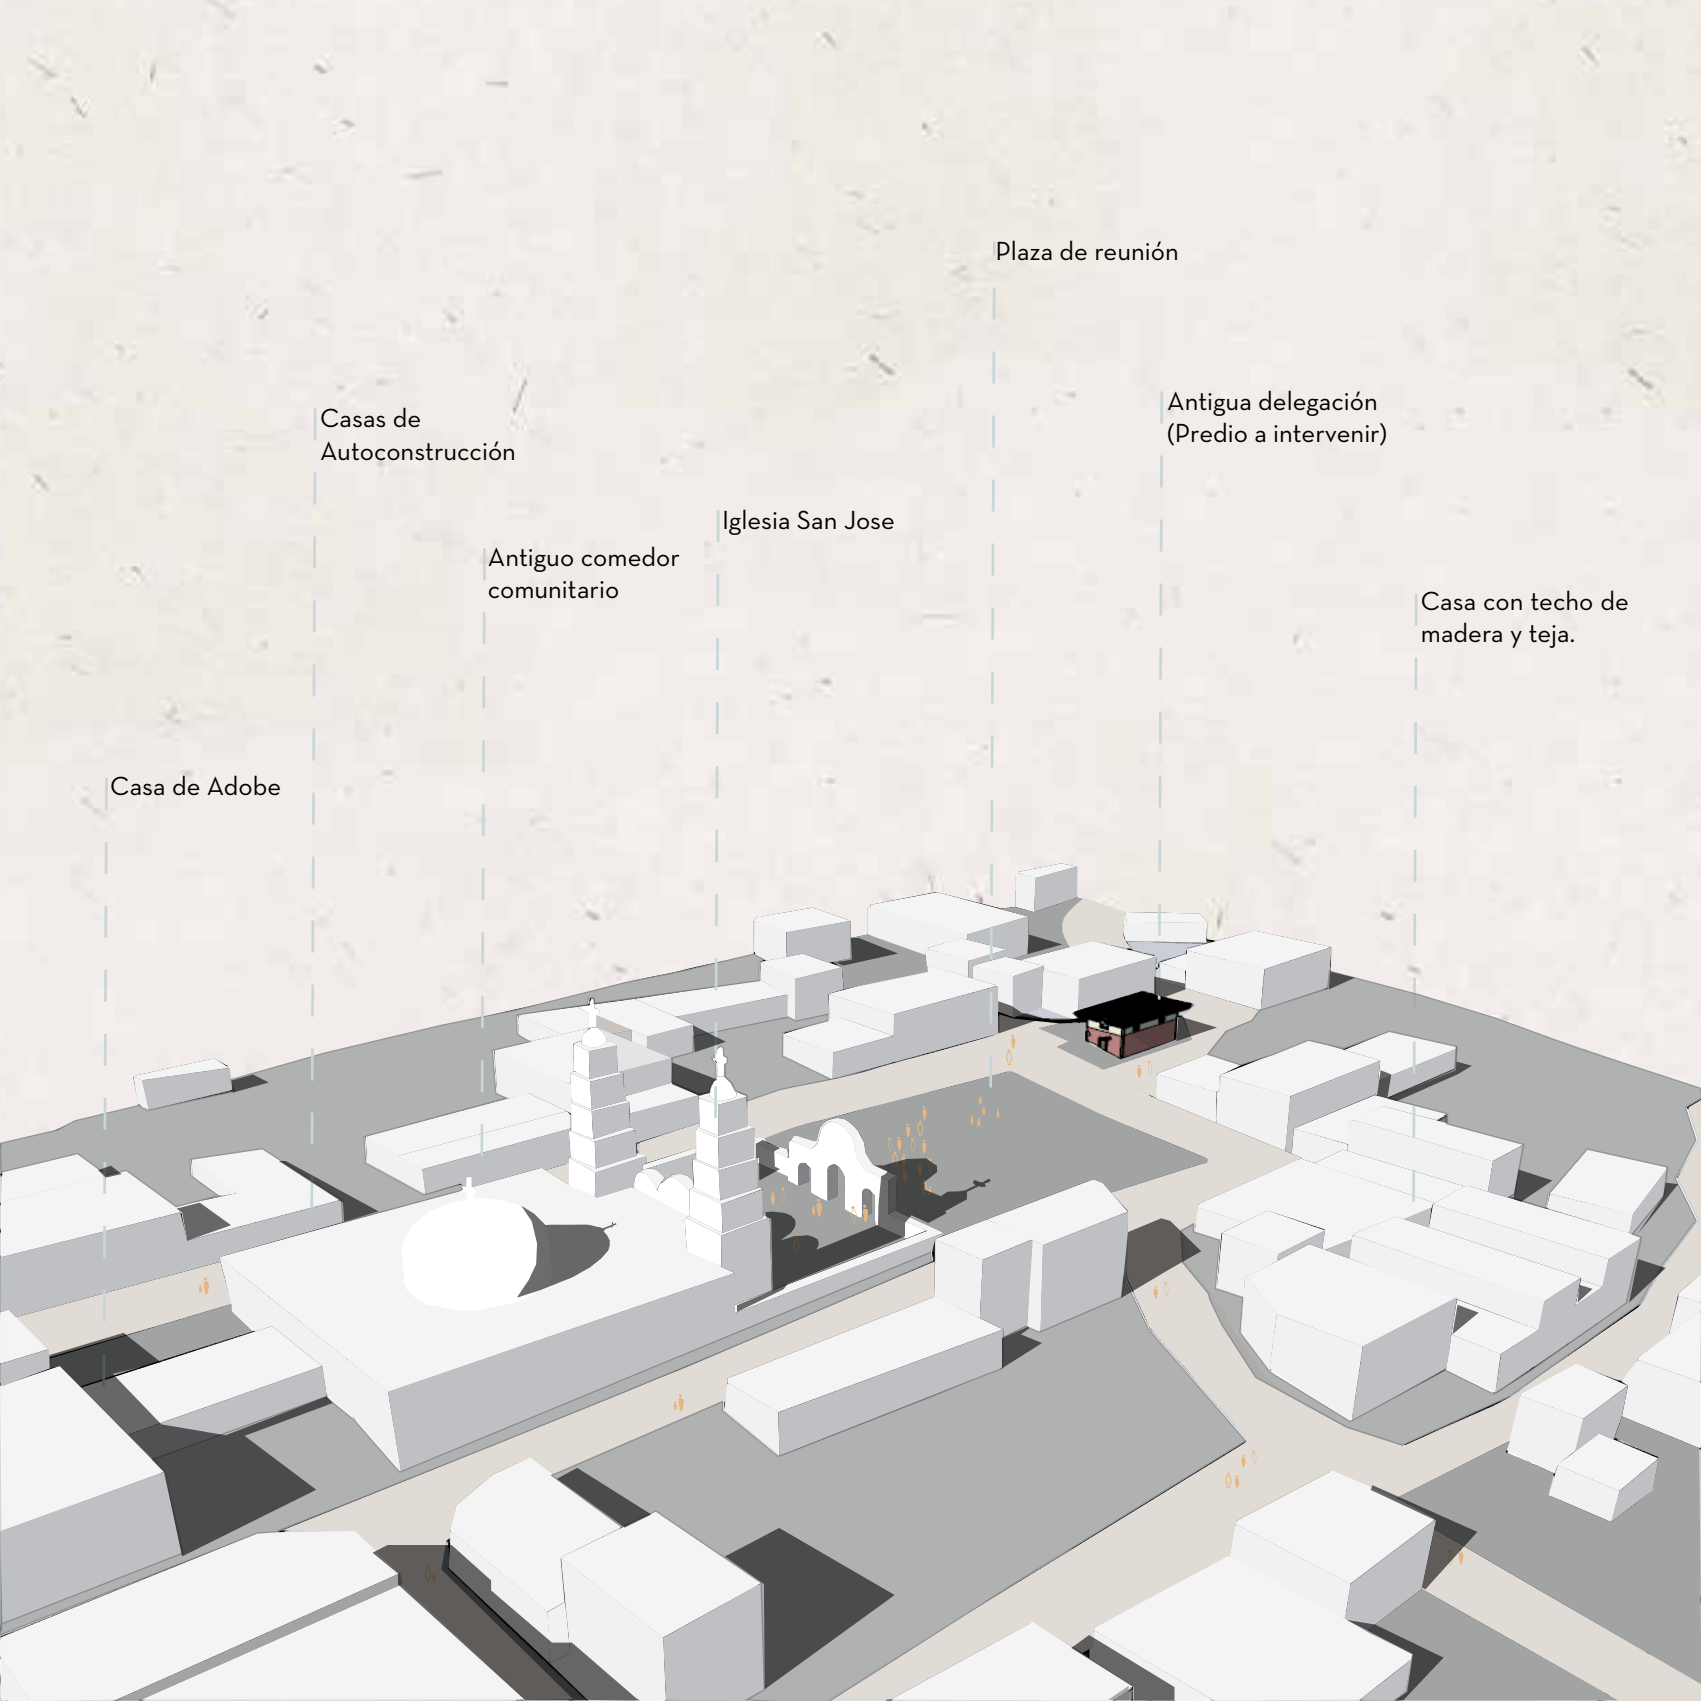 Plaza de reunión
Antigua delegación
(Predio a intervenir)
Casas de
Autoconstrucción
Iglesia San Jose
Antiguo comedor
comunitario
Casa con techo de
madera y teja.
Casa de Adobe